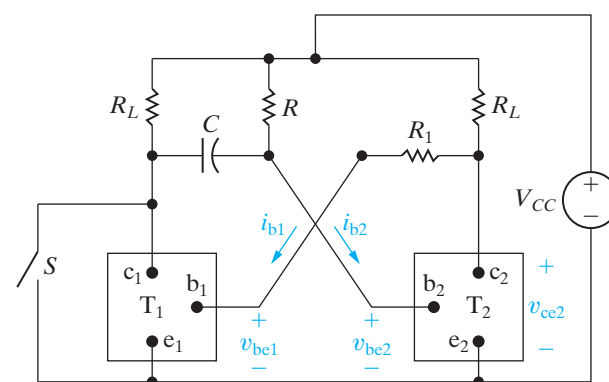 R_L C R R_1 R_L
V_CC + −
i_b1 i_b2
S c_1 b_1 T_1 e_1
b_2 c_2 T_2 e_2
+ v_be1 −
+ v_be2 −
+ v_ce2 −